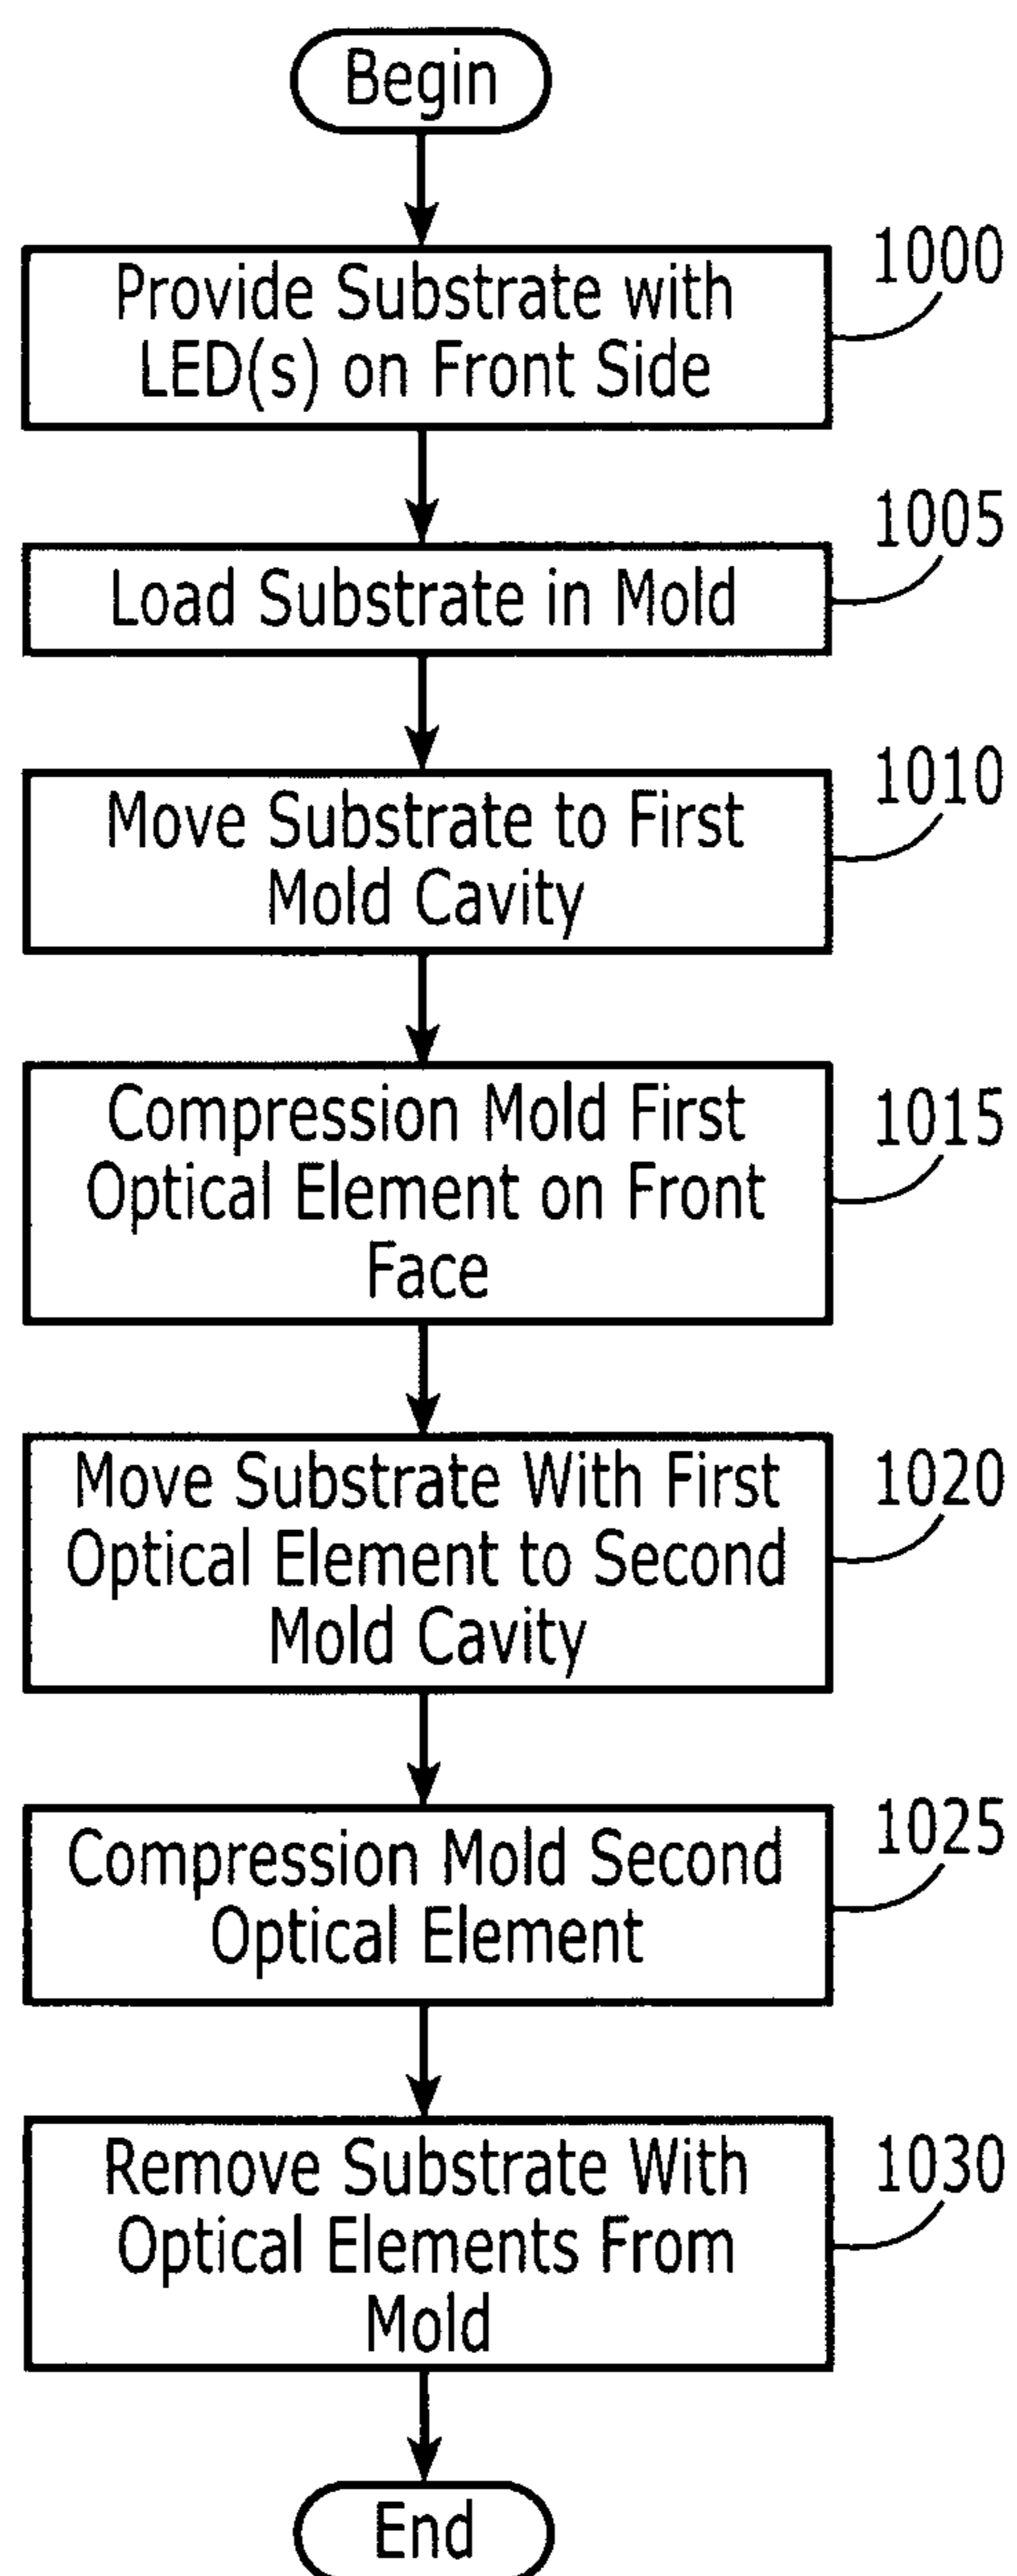 Begin
1000
Provide Substrate with
LED(s) on Front Side
1005
Load Substrate in Mold
1010
Move Substrate to First
Mold Cavity
1015
Compression Mold First
Optical Element on Front
Face
1020
Move Substrate With First
Optical Element to Second
Mold Cavity
1025
Compression Mold Second
Optical Element
1030
Remove Substrate With
Optical Elements From
Mold
End